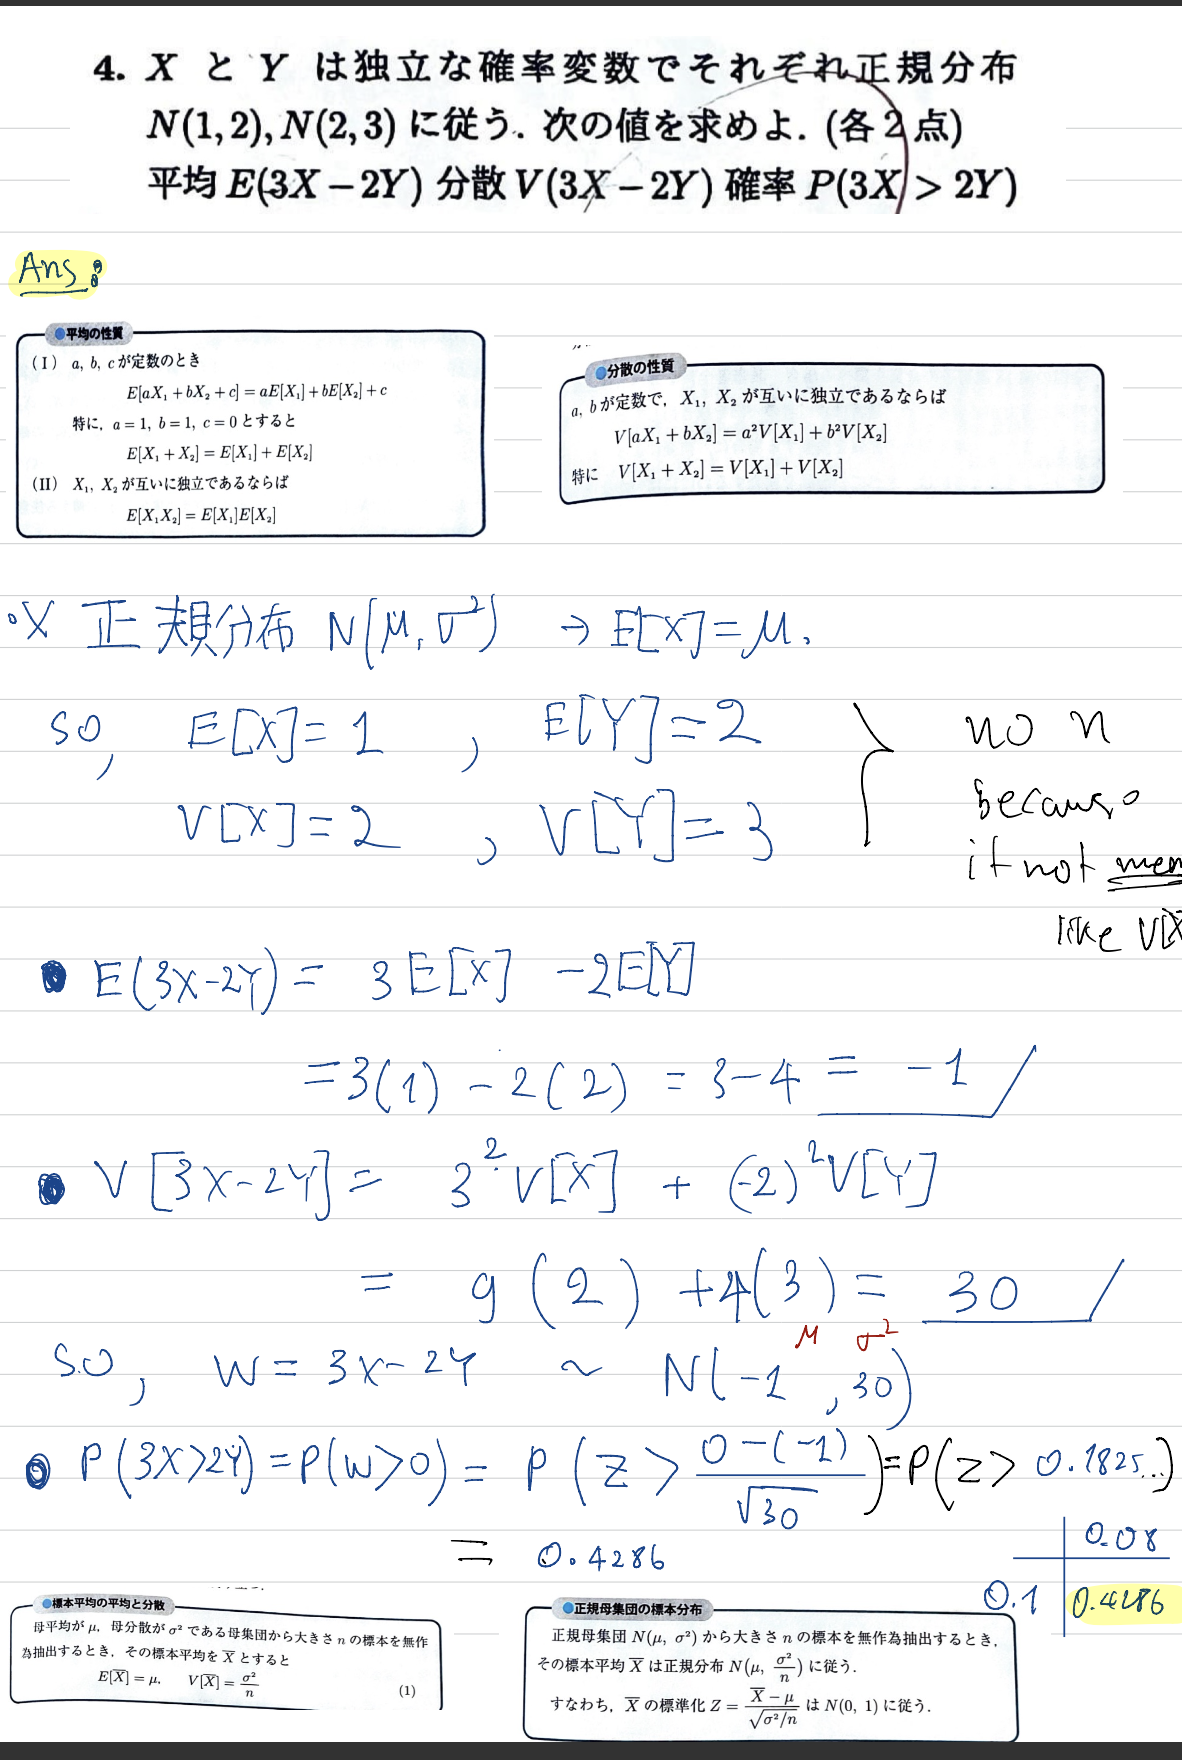 4. X と Y は独立な確率変数でそれぞれ正規分布
N(1,2), N(2,3) に従う. 次の値を求めよ. (各2点)
平均 E(3X − 2Y) 分散 V(3X − 2Y) 確率 P(3X > 2Y)
Ans:
●平均の性質
(I) a, b, c が定数のとき
E[aX₁ + bX₂ + c] = aE[X₁] + bE[X₂] + c
特に, a = 1, b = 1, c = 0 とすると
E[X₁ + X₂] = E[X₁] + E[X₂]
(II) X₁, X₂ が互いに独立であるならば
E[X₁X₂] = E[X₁]E[X₂]
●分散の性質
a, b が定数で, X₁, X₂ が互いに独立であるならば
V[aX₁ + bX₂] = a²V[X₁] + b²V[X₂]
特に V[X₁ + X₂] = V[X₁] + V[X₂]
X 正規分布 N(μ, σ²) → E[X] = μ.
so, E[X] = 1 , E[Y] = 2
V[X] = 2 , V[Y] = 3
no n
because
it not
like
E(3X-2Y) = 3E[X] - 2E[Y]
= 3(1) - 2(2) = 3-4 = -1
V[3X-2Y] = 3²V[X] + (-2)²V[Y]
= 9(2) + 4(3) = 30
μ σ²
So, W = 3X-2Y ~ N(-1, 30)
P(3X>2Y) = P(W>0) = P(Z > 0-(-1)/√30) = P(Z > 0.1825...)
= 0.4286
0.08
0.1 0.4286
●標本平均の平均と分散
母平均が μ, 母分散が σ² である母集団から大きさ n の標本を無作
為抽出するとき, その標本平均を X̄ とすると
E[X̄] = μ, V[X̄] = σ²/n (1)
●正規母集団の標本分布
正規母集団 N(μ, σ²) から大きさ n の標本を無作為抽出するとき,
その標本平均 X̄ は正規分布 N(μ, σ²/n) に従う.
すなわち, X̄ の標準化 Z = X̄ − μ/√σ²/n は N(0, 1) に従う.